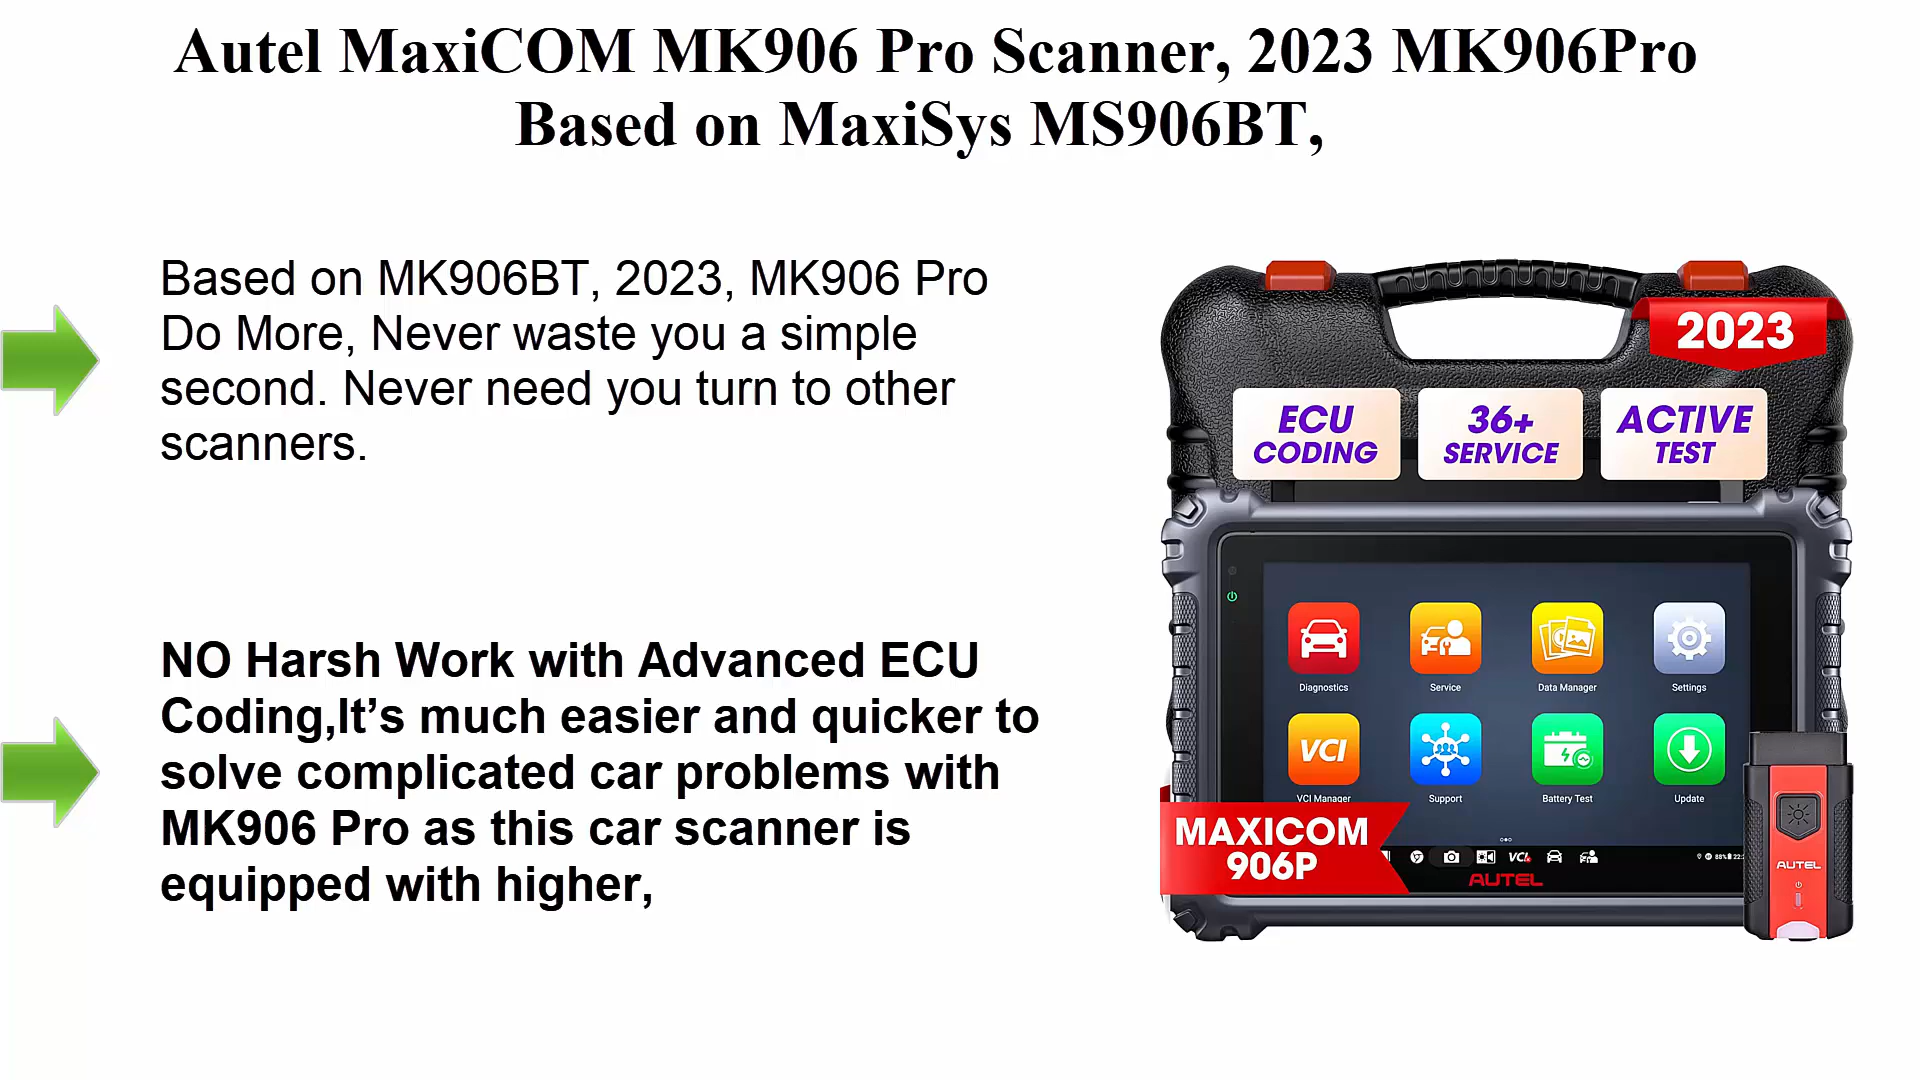 Autel MaxiCOM MK906 Pro Scanner, 2023 MK906Pro
Based on MaxiSys MS906BT,
Based on MK906BT, 2023, MK906 Pro
Do More, Never waste you a simple
second. Never need you turn to other
scanners.
NO Harsh Work with Advanced ECU
Coding,It’s much easier and quicker to
solve complicated car problems with
MK906 Pro as this car scanner is
equipped with higher,
2023
ECU
CODING
36+
SERVICE
ACTIVE
TEST
Diagnostics
Service
Data Manager
Settings
VCI
VCI Manager
Support
Battery Test
Update
MAXICOM
906P
VCI
88%
AUTEL
AUTEL